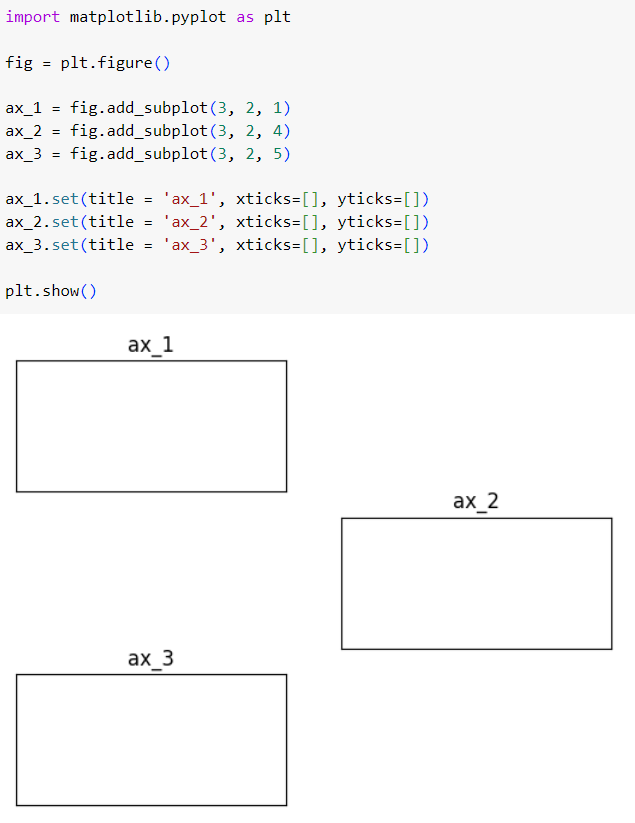 import matplotlib.pyplot as plt
fig = plt.figure()
ax_1 = fig.add_subplot(3, 2, 1)
ax_2 = fig.add_subplot(3, 2, 4)
ax_3 = fig.add_subplot(3, 2, 5)
ax_1.set(title = 'ax_1', xticks=[], yticks=[])
ax_2.set(title = 'ax_2', xticks=[], yticks=[])
ax_3.set(title = 'ax_3', xticks=[], yticks=[])
plt.show()
ax_1
ax_2
ax_3